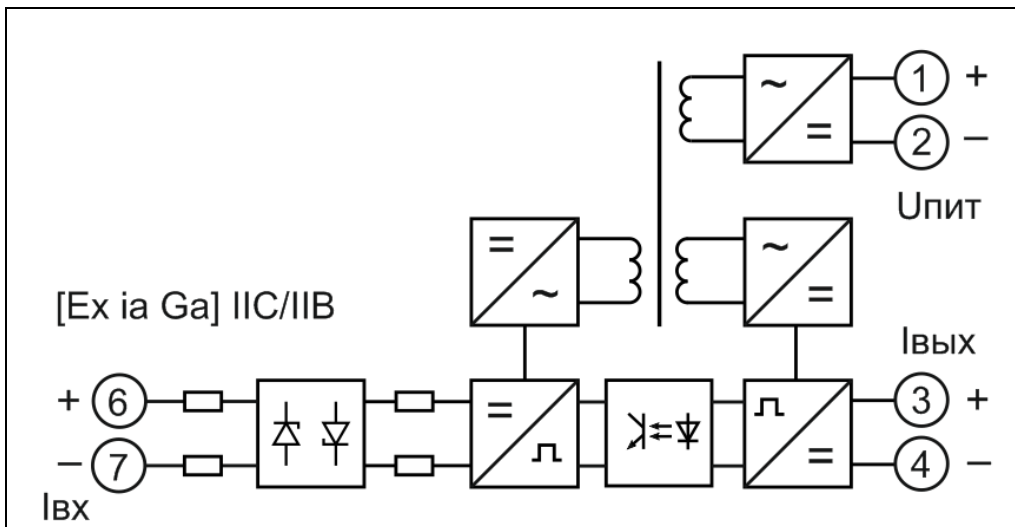 1 +
2 –
Uпит
[Ex ia Ga] IIC/IIB
Iвых
+ 6
3 +
– 7
4 –
Iвх